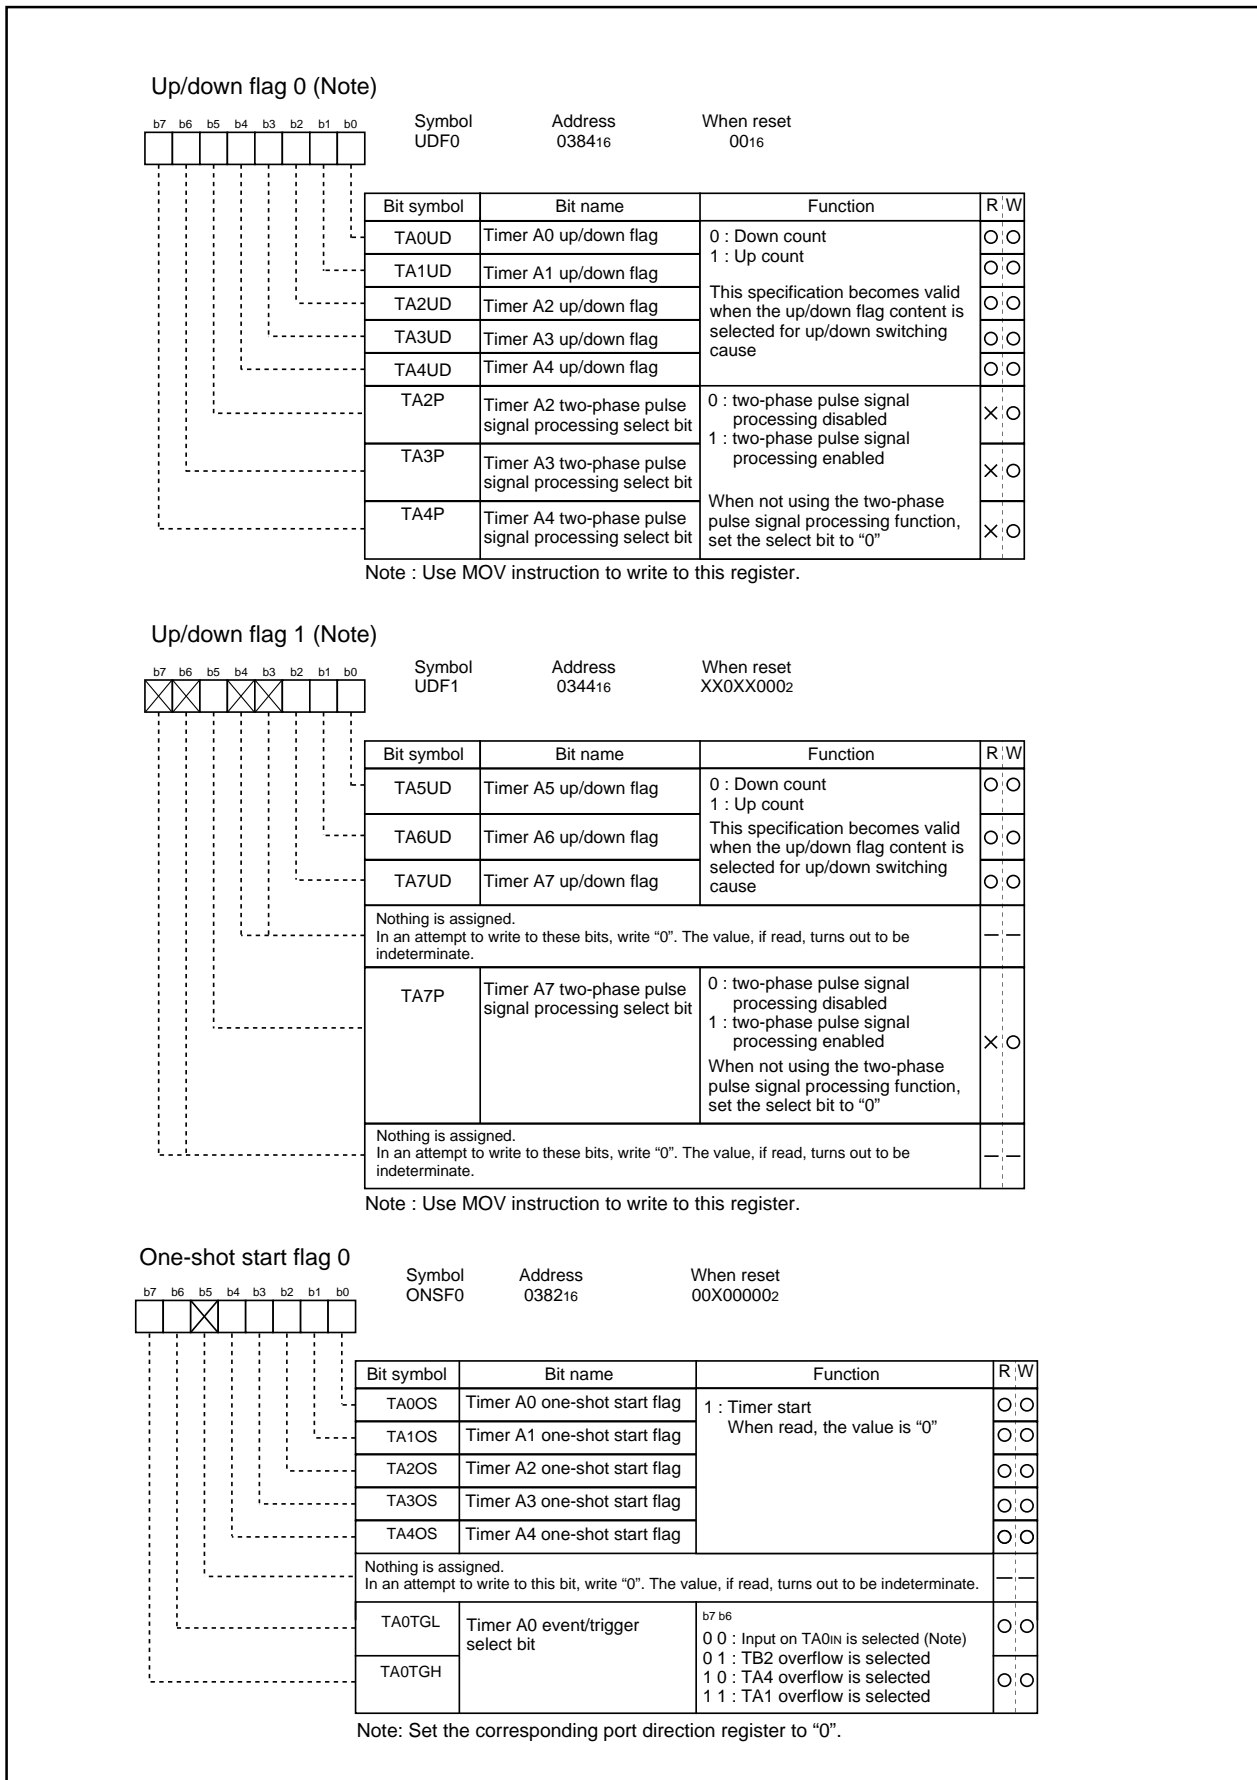 Up/down flag 0 (Note)
Symbol Address When reset
b7 b6 b5 b4 b3 b2 b1 b0
UDF0 038416 0016
Bit symbol Bit name Function R W
TA0UD Timer A0 up/down flag 0 : Down count
1 : Up count
TA1UD Timer A1 up/down flag
This specification becomes valid
TA2UD Timer A2 up/down flag when the up/down flag content is
TA3UD Timer A3 up/down flag selected for up/down switching
cause
TA4UD Timer A4 up/down flag
TA2P Timer A2 two-phase pulse 0 : two-phase pulse signal
signal processing select bit processing disabled
1 : two-phase pulse signal
TA3P Timer A3 two-phase pulse processing enabled
signal processing select bit
When not using the two-phase
TA4P Timer A4 two-phase pulse pulse signal processing function,
signal processing select bit set the select bit to “0”
Note : Use MOV instruction to write to this register.
Up/down flag 1 (Note)
Symbol Address When reset
b7 b6 b5 b4 b3 b2 b1 b0
UDF1 034416 XX0XX0002
Bit symbol Bit name Function R W
TA5UD Timer A5 up/down flag 0 : Down count
1 : Up count
TA6UD Timer A6 up/down flag This specification becomes valid
when the up/down flag content is
selected for up/down switching
TA7UD Timer A7 up/down flag cause
Nothing is assigned.
In an attempt to write to these bits, write “0”. The value, if read, turns out to be
indeterminate.
TA7P Timer A7 two-phase pulse 0 : two-phase pulse signal
signal processing select bit processing disabled
1 : two-phase pulse signal
processing enabled
When not using the two-phase
pulse signal processing function,
set the select bit to “0”
Nothing is assigned.
In an attempt to write to these bits, write “0”. The value, if read, turns out to be
indeterminate.
Note : Use MOV instruction to write to this register.
One-shot start flag 0
Symbol Address When reset
b7 b6 b5 b4 b3 b2 b1 b0
ONSF0 038216 00X000002
Bit symbol Bit name Function R W
TA0OS Timer A0 one-shot start flag 1 : Timer start
When read, the value is “0”
TA1OS Timer A1 one-shot start flag
TA2OS Timer A2 one-shot start flag
TA3OS Timer A3 one-shot start flag
TA4OS Timer A4 one-shot start flag
Nothing is assigned.
In an attempt to write to this bit, write “0”. The value, if read, turns out to be indeterminate.
TA0TGL Timer A0 event/trigger b7 b6
select bit 0 0 : Input on TA0IN is selected (Note)
0 1 : TB2 overflow is selected
TA0TGH 1 0 : TA4 overflow is selected
1 1 : TA1 overflow is selected
Note: Set the corresponding port direction register to “0”.